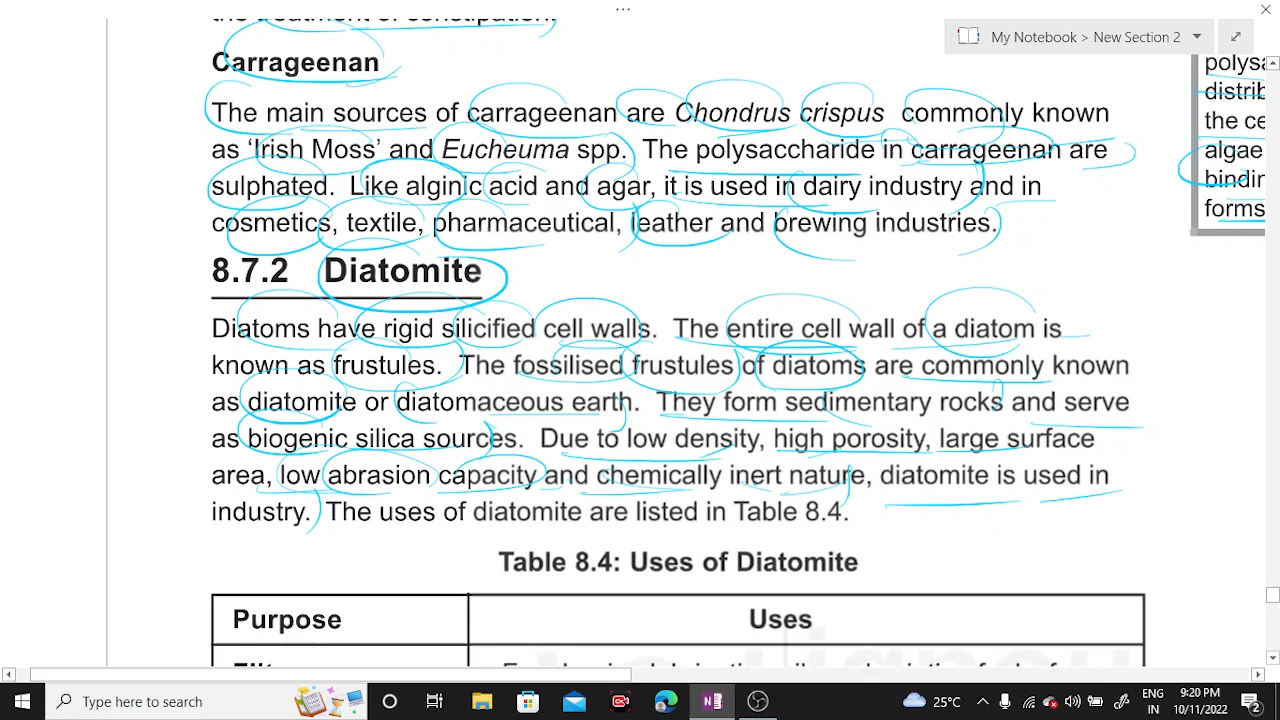 the treatment of constipation.
My Notebook > New Section 2
Carrageenan
The main sources of carrageenan are Chondrus crispus commonly known
as ‘Irish Moss’ and Eucheuma spp. The polysaccharide in carrageenan are
sulphated. Like alginic acid and agar, it is used in dairy industry and in
cosmetics, textile, pharmaceutical, leather and brewing industries.
distrib
the ce
algae
bindin
forms
8.7.2 Diatomite
Diatoms have rigid silicified cell walls. The entire cell wall of a diatom is
known as frustules. The fossilised frustules of diatoms are commonly known
as diatomite or diatomaceous earth. They form sedimentary rocks and serve
as biogenic silica sources. Due to low density, high porosity, large surface
area, low abrasion capacity and chemically inert nature, diatomite is used in
industry. The uses of diatomite are listed in Table 8.4.
Table 8.4: Uses of Diatomite
Purpose Uses
Type here to search
25°C
ENG
IN
9:20 PM
10/11/2022
2